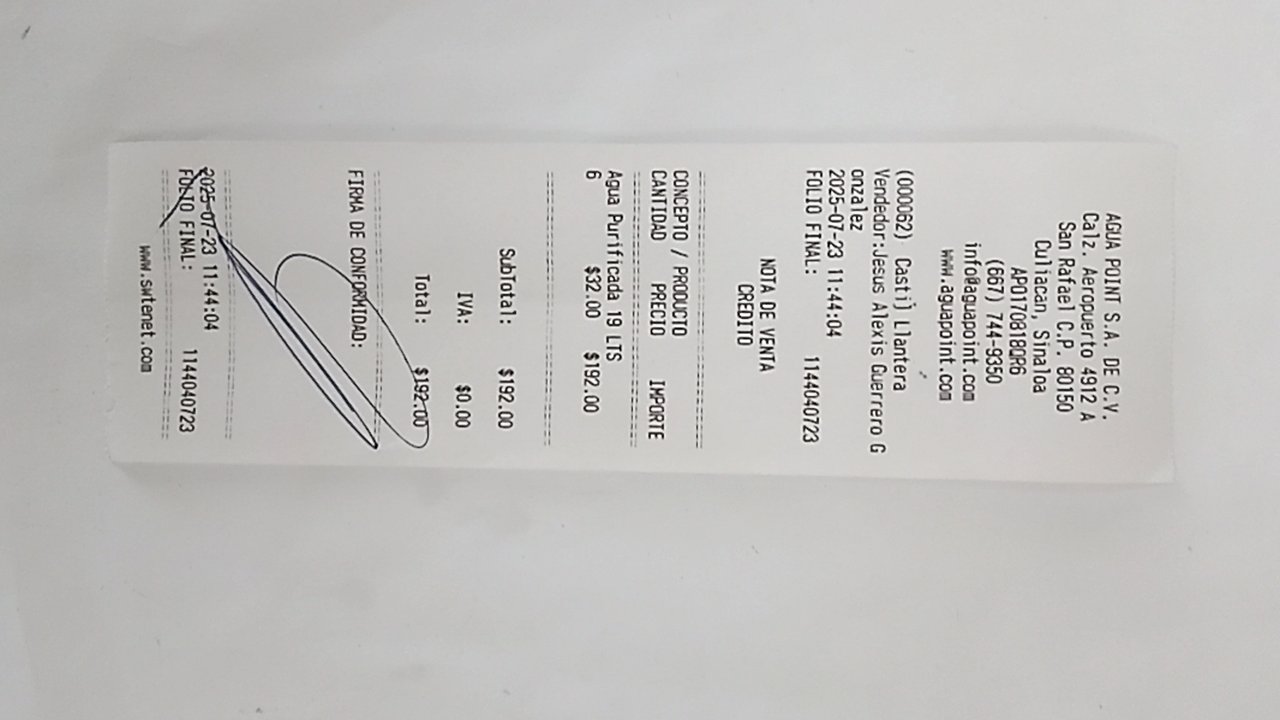 AGUA POINT S.A. DE C.V.
Calz. Aeropuerto 4912 A
San Rafael C.P. 80150
Culiacan, Sinaloa
APO170818QR6
(667) 744-9350
info@aguapoint.com
www.aguapoint.com
(000062) Casti) Llantera
Vendedor:Jesus Alexis Guerrero G
onzalez
2025-07-23 11:44:04
FOLIO FINAL: 1144040723
NOTA DE VENTA
CREDITO
CONCEPTO / PRODUCTO
CANTIDAD PRECIO IMPORTE
Agua Purificada 19 LTS
6 $32.00 $192.00
SubTotal: $192.00
IVA: $0.00
Total: $192.00
FIRMA DE CONFORMIDAD:
2025-07-23 11:44:04
FOLIO FINAL: 1144040723
www.swtenet.com